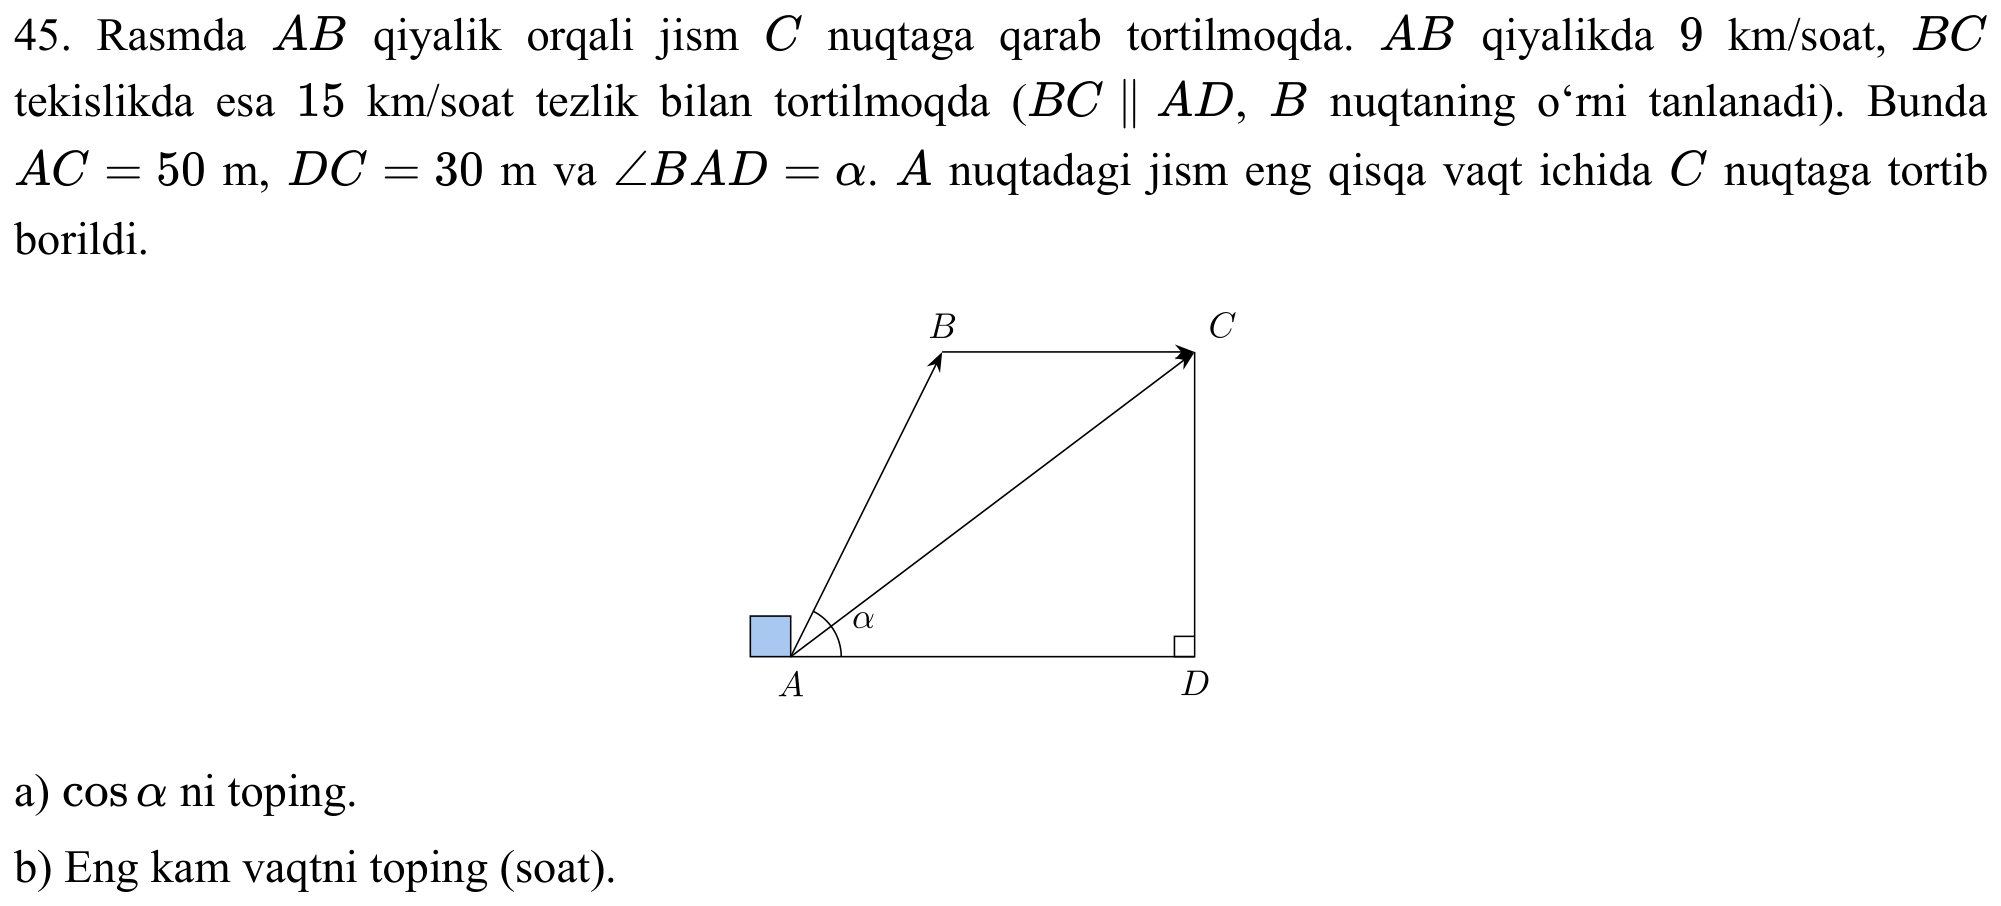 45. Rasmda AB qiyalik orqali jism C nuqtaga qarab tortilmoqda. AB qiyalikda 9 km/soat, BC
tekislikda esa 15 km/soat tezlik bilan tortilmoqda (BC ∥ AD, B nuqtaning o‘rni tanlanadi). Bunda
AC = 50 m, DC = 30 m va ∠BAD = α. A nuqtadagi jism eng qisqa vaqt ichida C nuqtaga tortib
borildi.
B C
α
A D
a) cos α ni toping.
b) Eng kam vaqtni toping (soat).